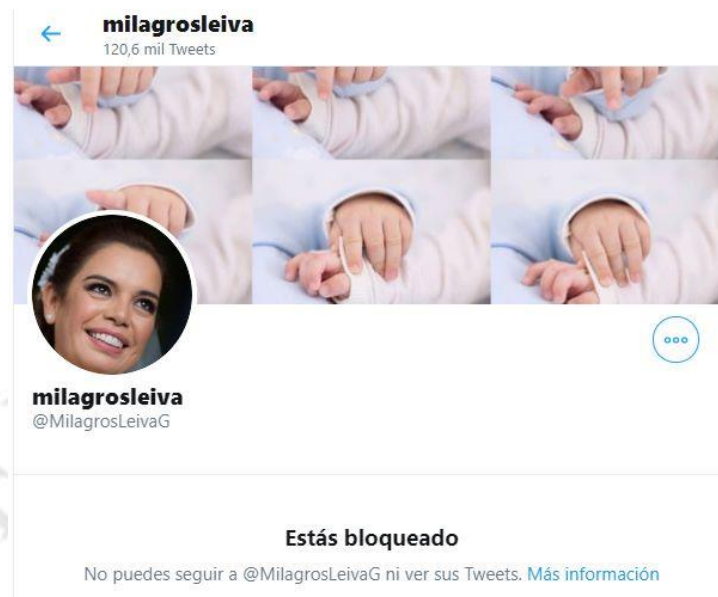 milagrosleiva
120,6 mil Tweets
milagrosleiva
@MilagrosLeivaG
Estás bloqueado
No puedes seguir a @MilagrosLeivaG ni ver sus Tweets. Más información